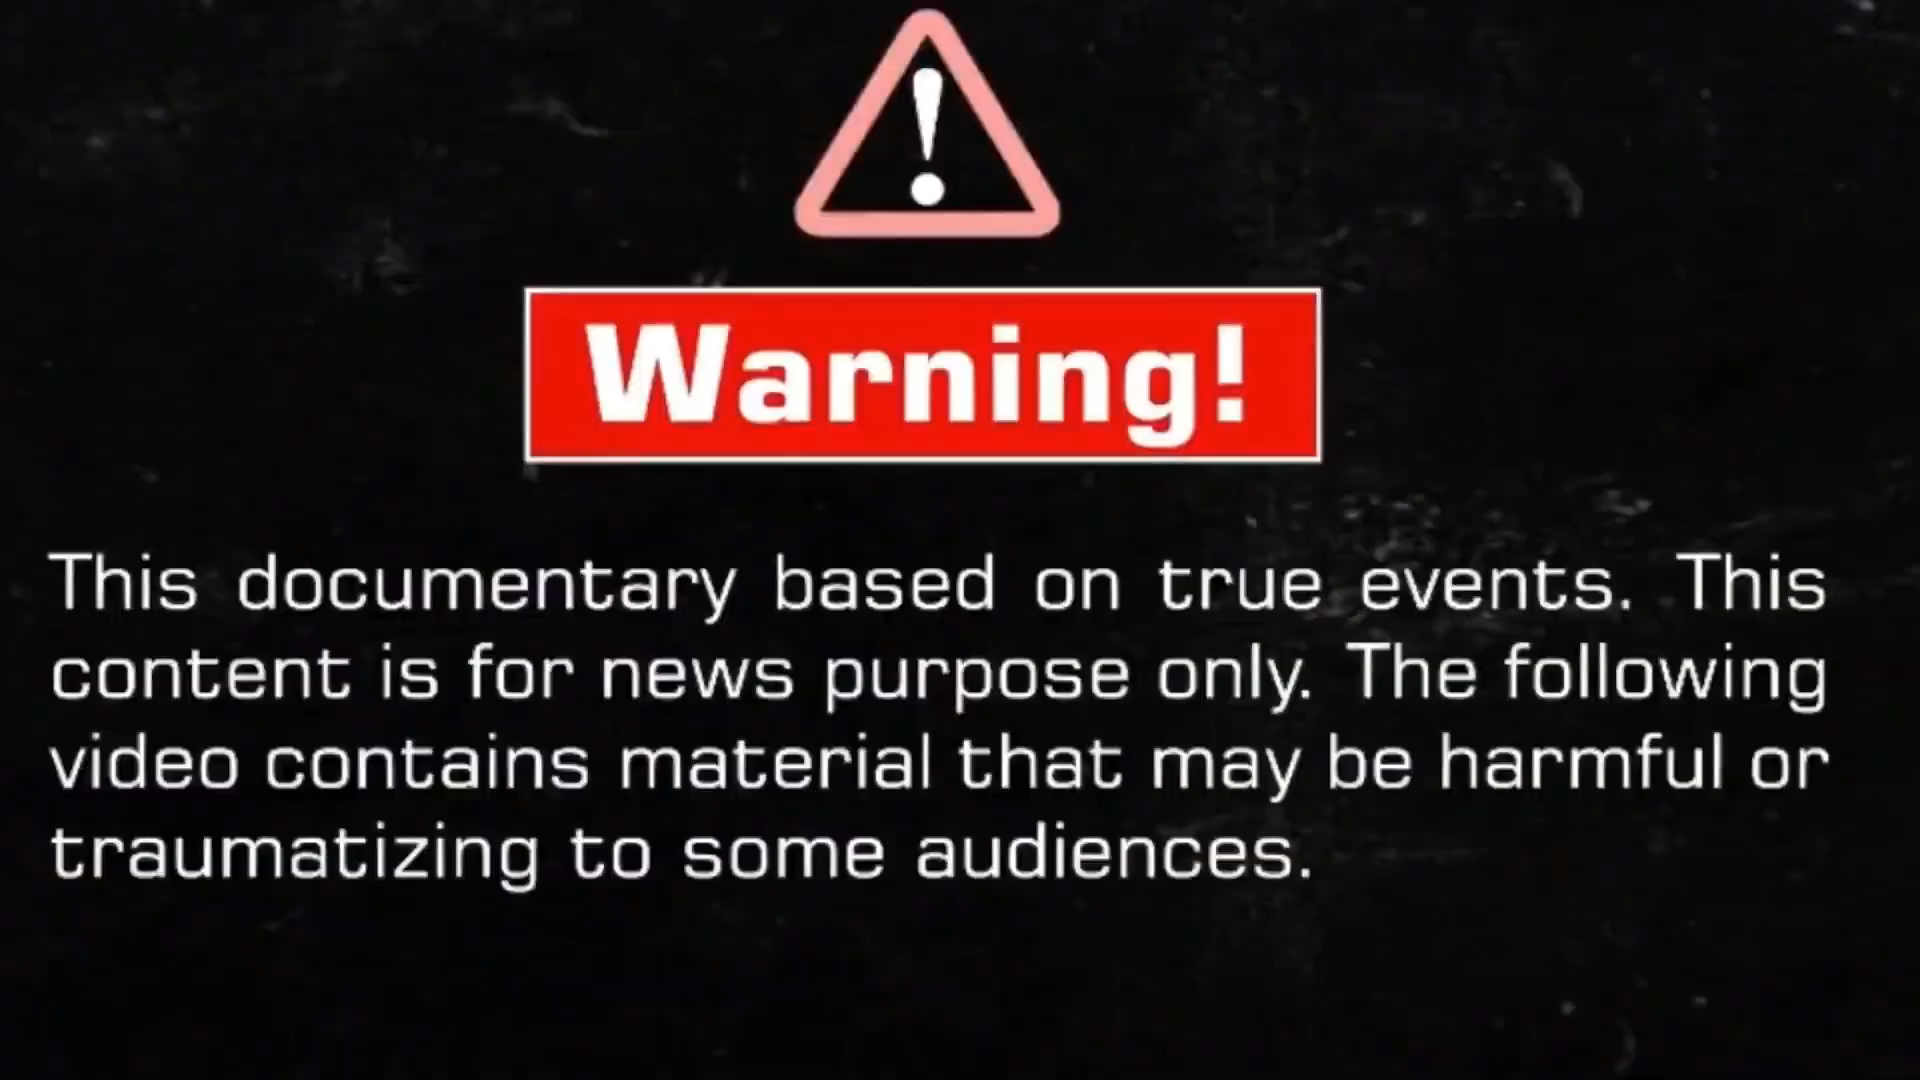 Warning!
This documentary based on true events. This
content is for news purpose only. The following
video contains material that may be harmful or
traumatizing to some audiences.